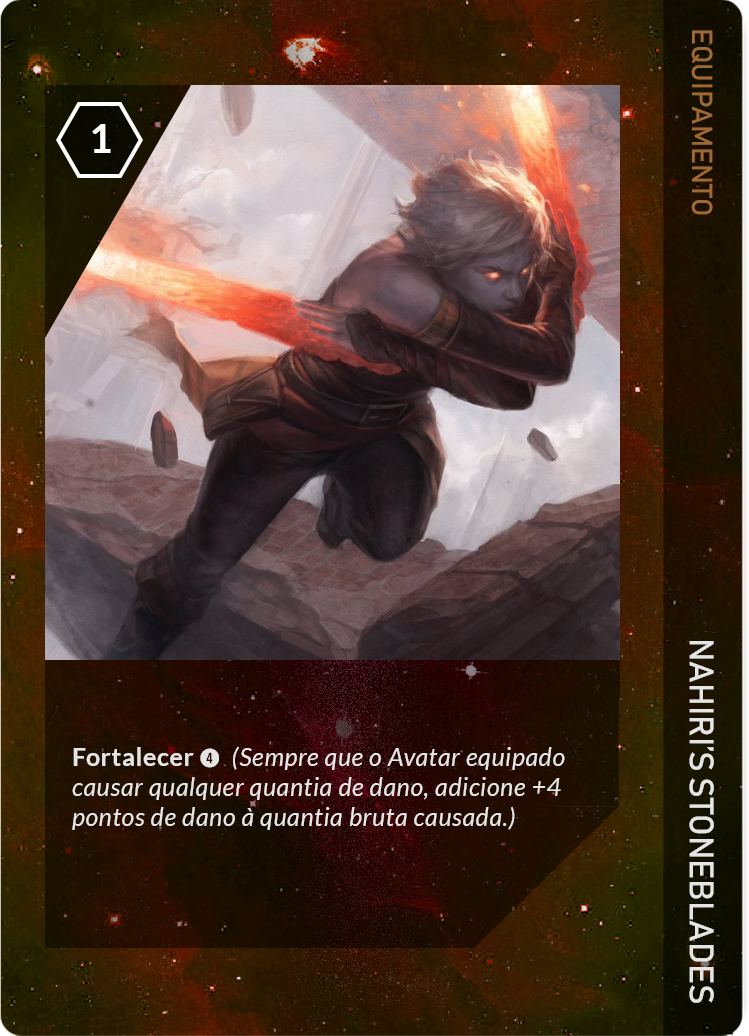 1
EQUIPAMENTO
NAHIRI'S STONEBLADES
Fortalecer ❹ (Sempre que o Avatar equipado
causar qualquer quantia de dano, adicione +4
pontos de dano à quantia bruta causada.)